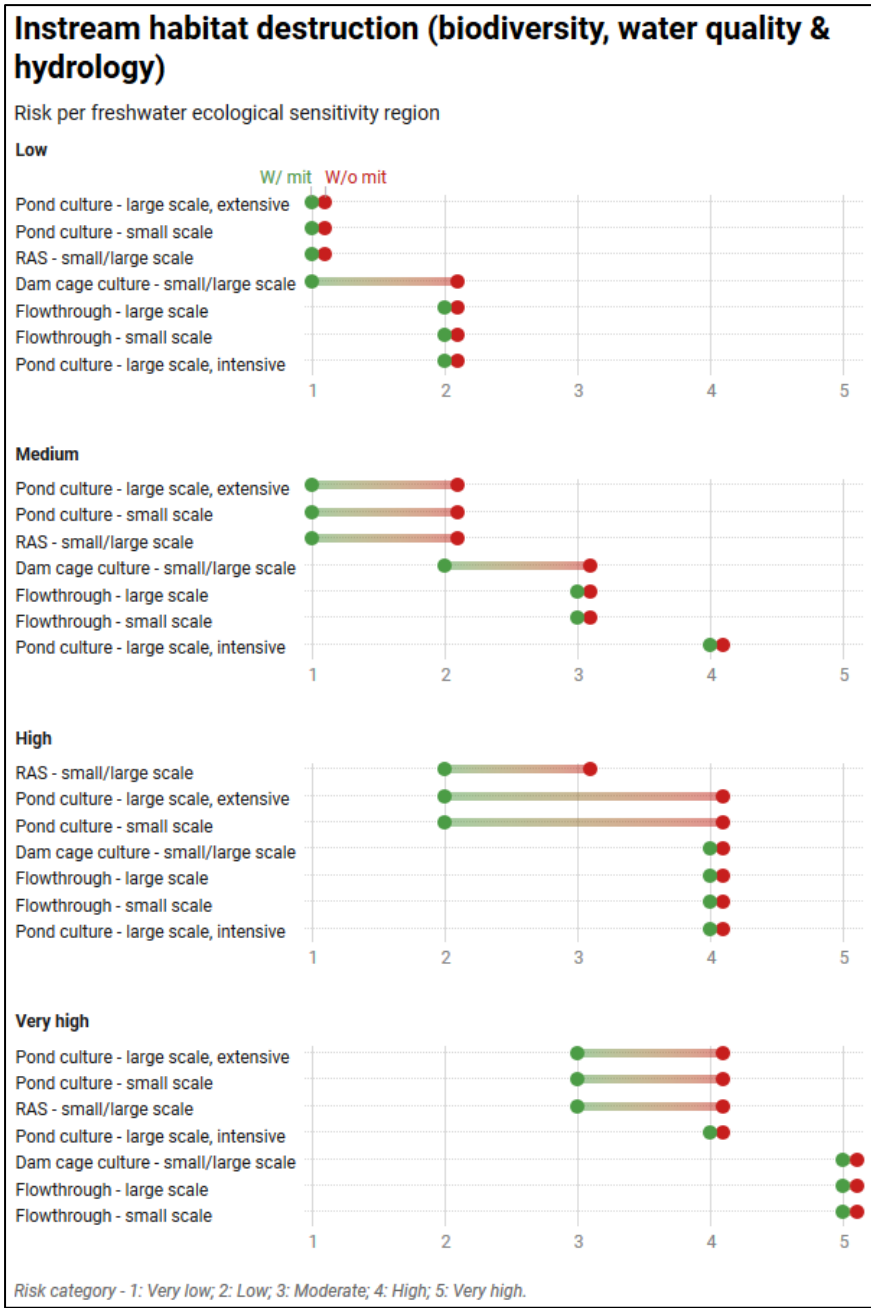 Instream habitat destruction (biodiversity, water quality &
hydrology)
Risk per freshwater ecological sensitivity region
Low
W/ mit W/o mit
Pond culture - large scale, extensive
Pond culture - small scale
RAS - small/large scale
Dam cage culture - small/large scale
Flowthrough - large scale
Flowthrough - small scale
Pond culture - large scale, intensive
1 2 3 4 5
Medium
Pond culture - large scale, extensive
Pond culture - small scale
RAS - small/large scale
Dam cage culture - small/large scale
Flowthrough - large scale
Flowthrough - small scale
Pond culture - large scale, intensive
1 2 3 4 5
High
RAS - small/large scale
Pond culture - large scale, extensive
Pond culture - small scale
Dam cage culture - small/large scale
Flowthrough - large scale
Flowthrough - small scale
Pond culture - large scale, intensive
1 2 3 4 5
Very high
Pond culture - large scale, extensive
Pond culture - small scale
RAS - small/large scale
Pond culture - large scale, intensive
Dam cage culture - small/large scale
Flowthrough - large scale
Flowthrough - small scale
1 2 3 4 5
Risk category - 1: Very low; 2: Low; 3: Moderate; 4: High; 5: Very high.